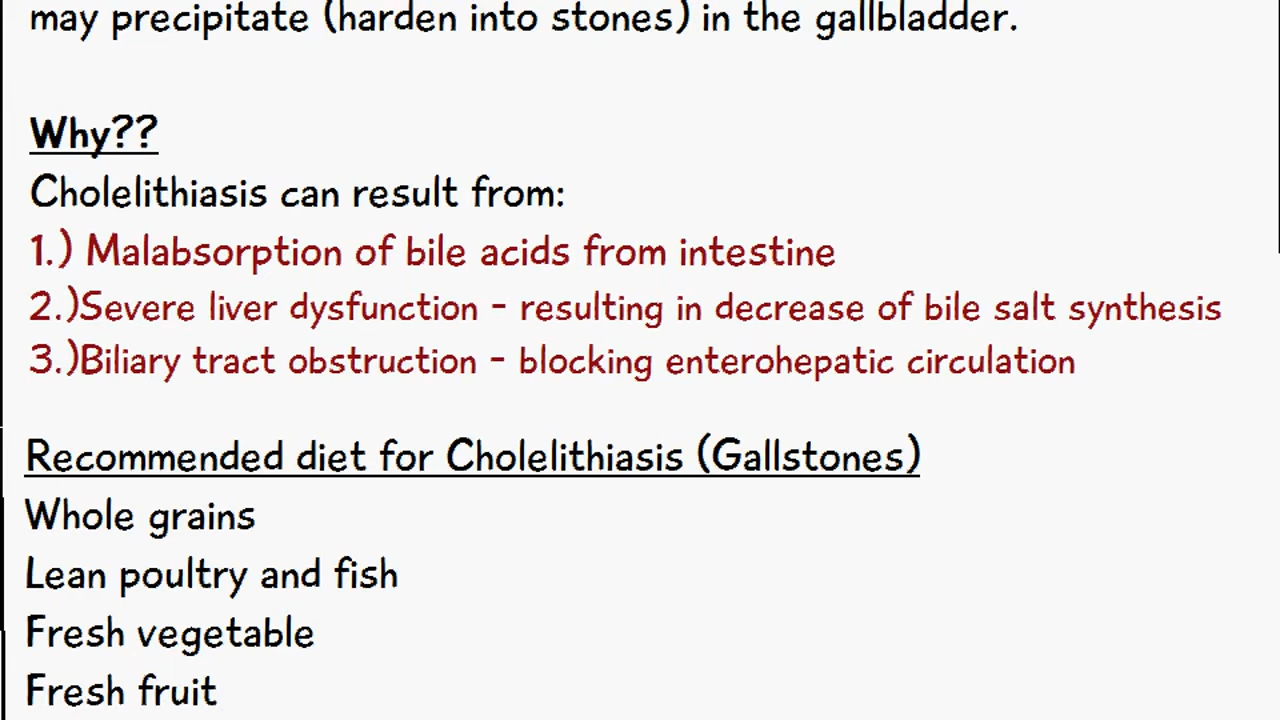 may precipitate (harden into stones) in the gallbladder.
Why??
Cholelithiasis can result from:
1.) Malabsorption of bile acids from intestine
2.)Severe liver dysfunction - resulting in decrease of bile salt synthesis
3.)Biliary tract obstruction - blocking enterohepatic circulation
Recommended diet for Cholelithiasis (Gallstones)
Whole grains
Lean poultry and fish
Fresh vegetable
Fresh fruit